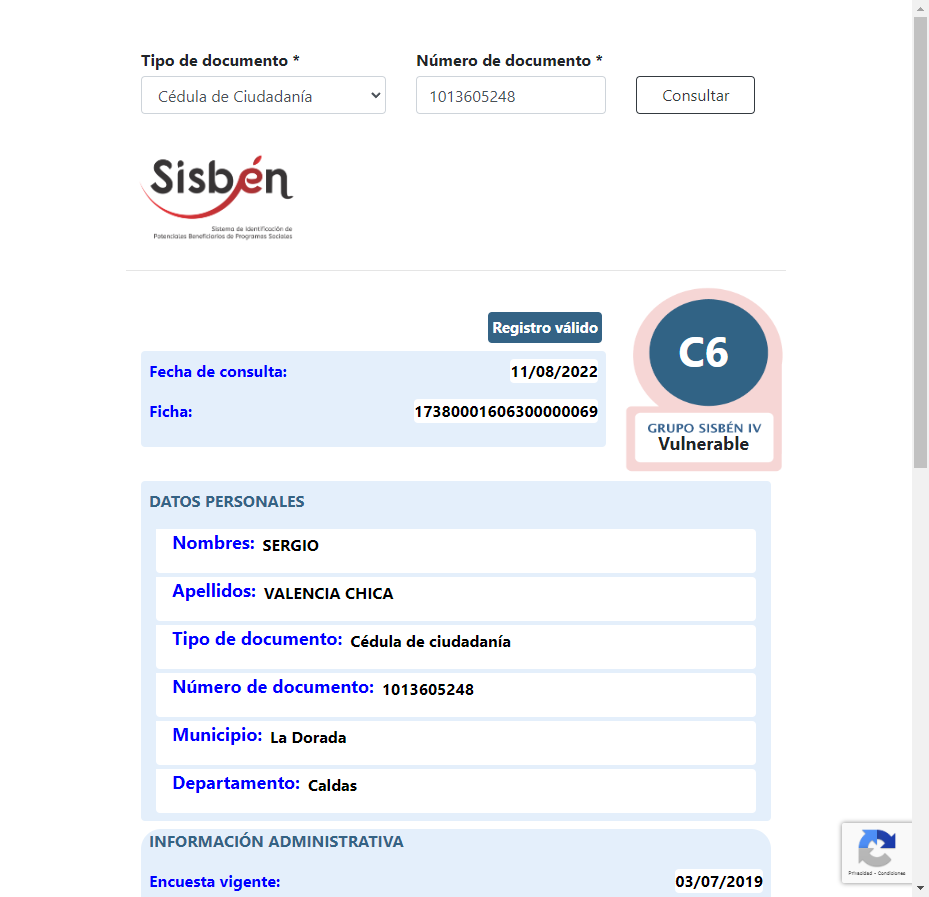 Tipo de documento * Número de documento *
Cédula de Ciudadanía 1013605248 Consultar
Sisbén
Sistema de Identificación de
Potenciales Beneficiarios de Programas Sociales
Registro válido
C6
GRUPO SISBÉN IV
Vulnerable
Fecha de consulta: 11/08/2022
Ficha: 17380001606300000069
DATOS PERSONALES
Nombres: SERGIO
Apellidos: VALENCIA CHICA
Tipo de documento: Cédula de ciudadanía
Número de documento: 1013605248
Municipio: La Dorada
Departamento: Caldas
INFORMACIÓN ADMINISTRATIVA
Encuesta vigente: 03/07/2019
Privacidad - Condiciones